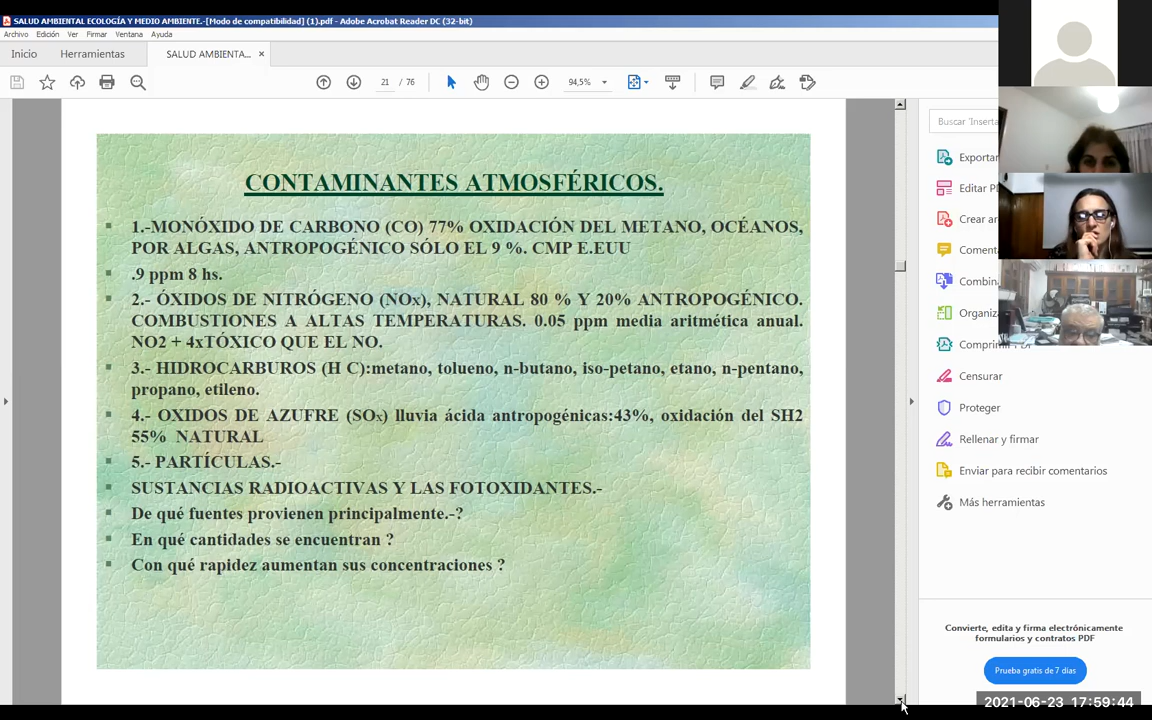 SALUD AMBIENTAL ECOLOGÍA Y MEDIO AMBIENTE.-[Modo de compatibilidad] (1).pdf - Adobe Acrobat Reader DC (32-bit)
Archivo Edición Ver Firmar Ventana Ayuda
Inicio Herramientas SALUD AMBIENTA... ×
21 / 76 94,5%
Buscar 'Inserta
CONTAMINANTES ATMOSFÉRICOS.
1.-MONÓXIDO DE CARBONO (CO) 77% OXIDACIÓN DEL METANO, OCÉANOS,
POR ALGAS, ANTROPOGÉNICO SÓLO EL 9 %. CMP E.EUU
.9 ppm 8 hs.
2.- ÓXIDOS DE NITRÓGENO (NOx), NATURAL 80 % Y 20% ANTROPOGÉNICO.
COMBUSTIONES A ALTAS TEMPERATURAS. 0.05 ppm media aritmética anual.
NO2 + 4xTÓXICO QUE EL NO.
3.- HIDROCARBUROS (H C):metano, tolueno, n-butano, iso-petano, etano, n-pentano,
propano, etileno.
4.- OXIDOS DE AZUFRE (SOx) lluvia ácida antropogénicas:43%, oxidación del SH2
55% NATURAL
5.- PARTÍCULAS.-
SUSTANCIAS RADIOACTIVAS Y LAS FOTOXIDANTES.-
De qué fuentes provienen principalmente.-?
En qué cantidades se encuentran ?
Con qué rapidez aumentan sus concentraciones ?
Exportar
Editar PD
Crear ar
Comenta
Combin
Organiz
Comprimir PDF
Censurar
Proteger
Rellenar y firmar
Enviar para recibir comentarios
Más herramientas
Convierte, edita y firma electrónicamente
formularios y contratos PDF
Prueba gratis de 7 días
2021-06-23 17:59:44